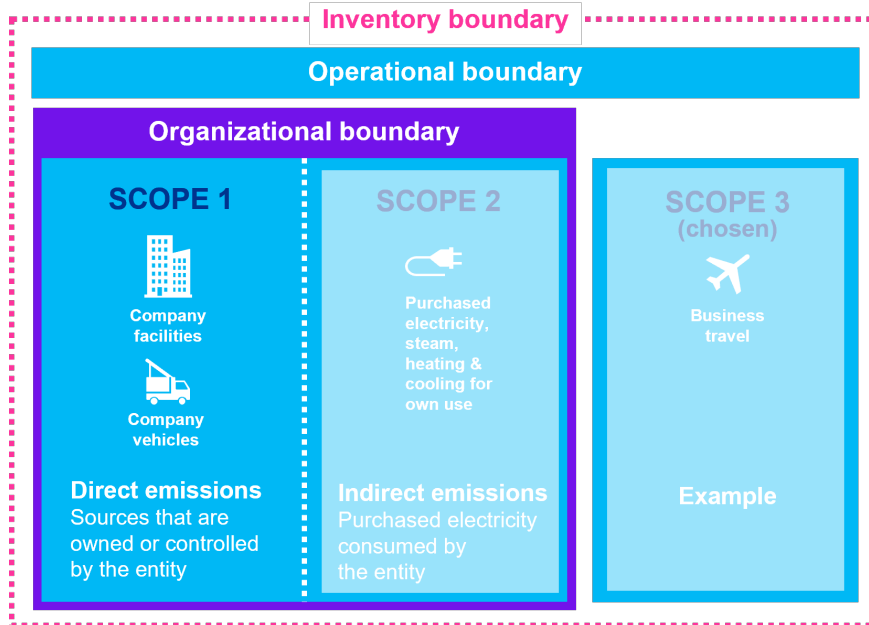 Inventory boundary
Operational boundary
Organizational boundary
SCOPE 1
Company
facilities
Company
vehicles
Direct emissions
Sources that are
owned or controlled
by the entity
SCOPE 2
Purchased
electricity,
steam,
heating &
cooling for
own use
Indirect emissions
Purchased electricity
consumed by
the entity
SCOPE 3
(chosen)
Business
travel
Example